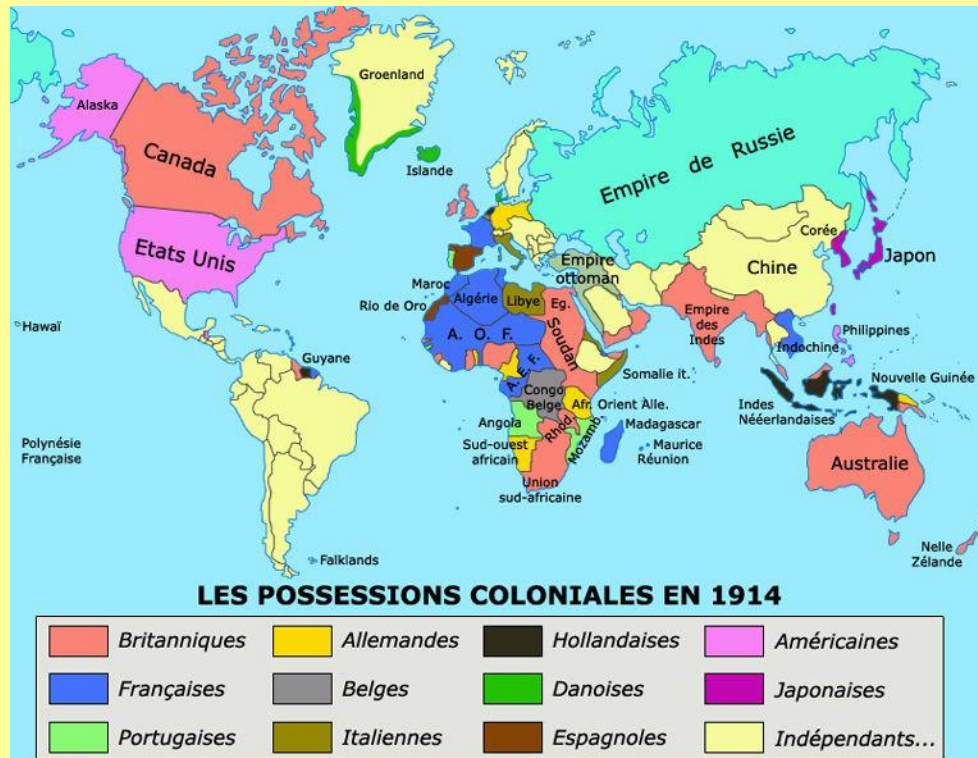 Groenland
Alaska
Canada
Islande
Empire de Russie
Etats Unis
Corée
Japon
Empire
ottoman
Chine
Maroc
Algérie
Libye
Eg.
Rio de Oro
Empire
des
Indes
Hawaï
A. O. F.
Soudan
Philippines
Guyane
Indochine
A. E. F.
Somalie it.
Nouvelle Guinée
Congo
Belge
Afr. Orient Alle.
Indes
Néeérlandaises
Angola
Rhod.
Mozamb.
Madagascar
Polynésie
Française
Sud-ouest
africain
Maurice
Réunion
Australie
Union
sud-africaine
Falklands
Nelle
Zélande
LES POSSESSIONS COLONIALES EN 1914
Britanniques
Allemandes
Hollandaises
Américaines
Françaises
Belges
Danoises
Japonaises
Portugaises
Italiennes
Espagnoles
Indépendants...